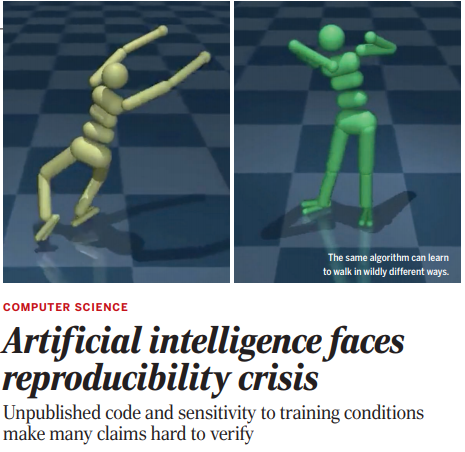 The same algorithm can learn
to walk in wildly different ways.
COMPUTER SCIENCE
Artificial intelligence faces
reproducibility crisis
Unpublished code and sensitivity to training conditions
make many claims hard to verify